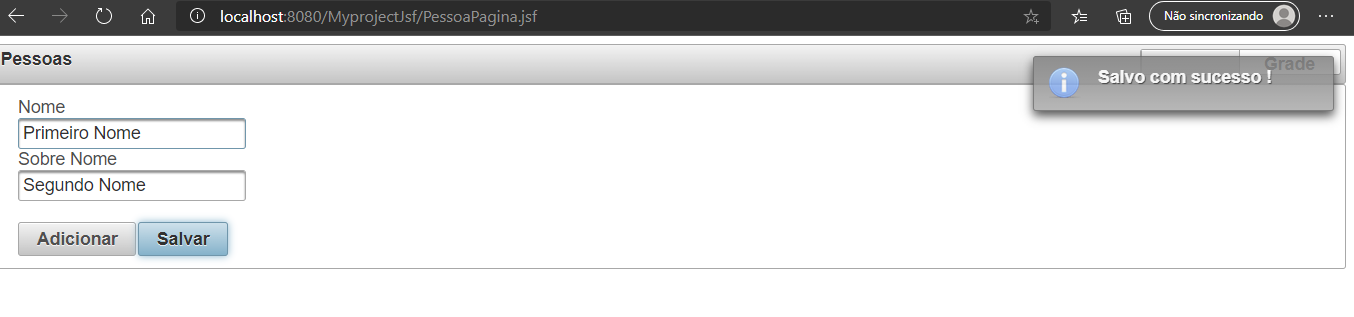 localhost:8080/MyprojectJsf/PessoaPagina.jsf
Não sincronizando
Pessoas
Grade
Salvo com sucesso !
Nome
Primeiro Nome
Sobre Nome
Segundo Nome
Adicionar Salvar